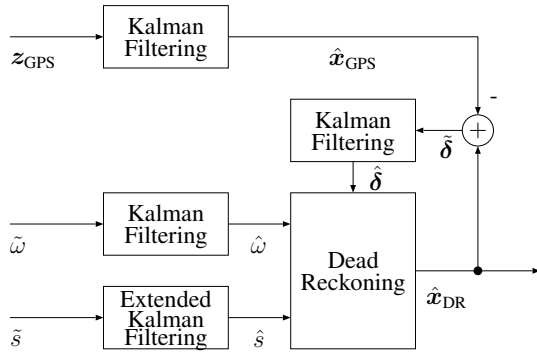 Kalman
Filtering
z_GPS
x̂_GPS
-
+
Kalman
Filtering
δ̃
δ̂
Kalman
Filtering
ω̃
ω̂
Dead
Reckoning
x̂_DR
Extended
Kalman
Filtering
s̃
ŝ